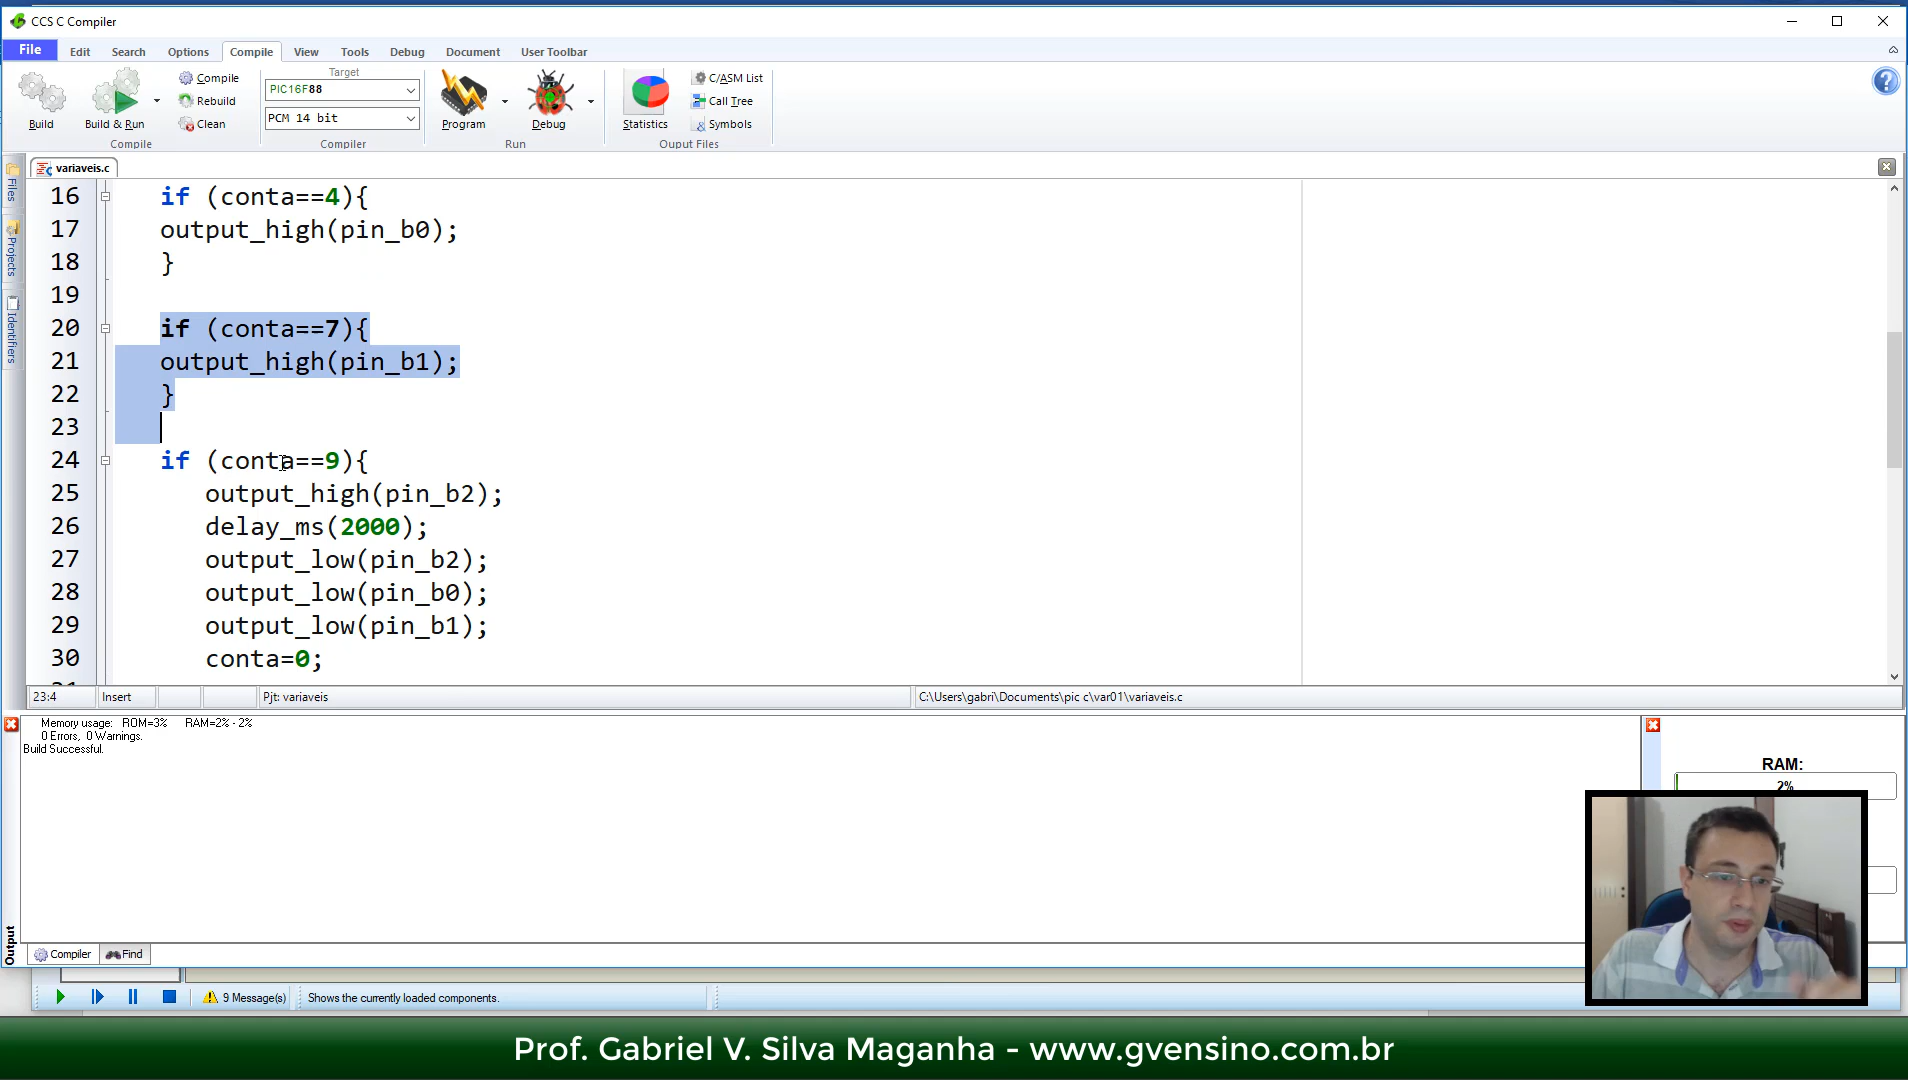 CCS C Compiler
File Edit Search Options Compile View Tools Debug Document User Toolbar
Build
Build & Run
Compile
Rebuild
Clean
Compile
Target
PIC16F88
PCM 14 bit
Compiler
Program
Debug
Run
Statistics
C/ASM List
Call Tree
Symbols
Ouput Files
variaveis.c
Files
Projects
Identifiers
16 if (conta==4){
17 output_high(pin_b0);
18 }
19
20 if (conta==7){
21 output_high(pin_b1);
22 }
23
24 if (conta==9){
25 output_high(pin_b2);
26 delay_ms(2000);
27 output_low(pin_b2);
28 output_low(pin_b0);
29 output_low(pin_b1);
30 conta=0;
23:4 Insert Pjt: variaveis C:\Users\gabri\Documents\pic c\var01\variaveis.c
Memory usage: ROM=3% RAM=2% - 2%
0 Errors, 0 Warnings.
Build Successful.
RAM:
2%
Output
Compiler Find
9 Message(s) Shows the currently loaded components.
Prof. Gabriel V. Silva Maganha - www.gvensino.com.br